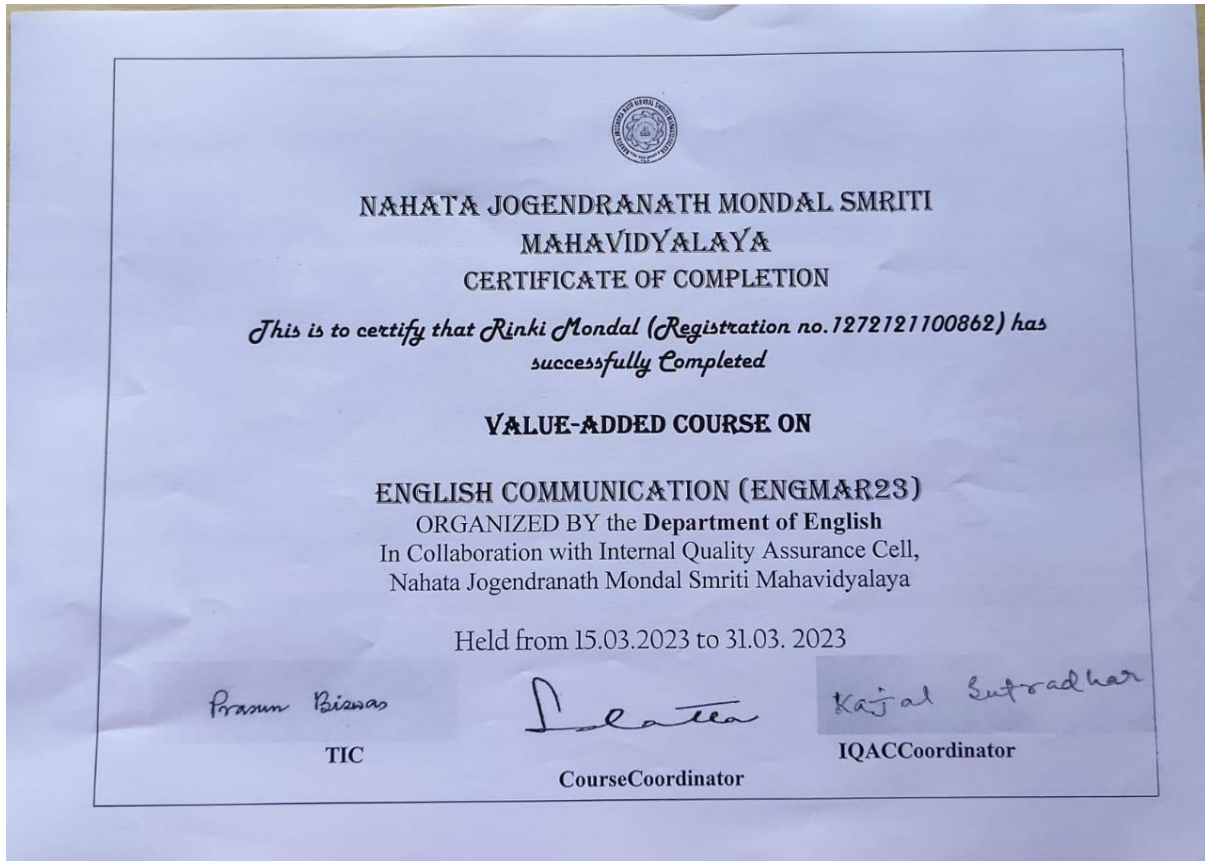 NAHATA JOGENDRANATH MONDAL SMRITI
MAHAVIDYALAYA
CERTIFICATE OF COMPLETION
This is to certify that Rinki Mondal (Registration no.1272121100862) has
successfully Completed
VALUE-ADDED COURSE ON
ENGLISH COMMUNICATION (ENGMAR23)
ORGANIZED BY the Department of English
In Collaboration with Internal Quality Assurance Cell,
Nahata Jogendranath Mondal Smriti Mahavidyalaya
Held from 15.03.2023 to 31.03. 2023
Prasun Biswas
Kajal Sutradhar
TIC
CourseCoordinator
IQACCoordinator